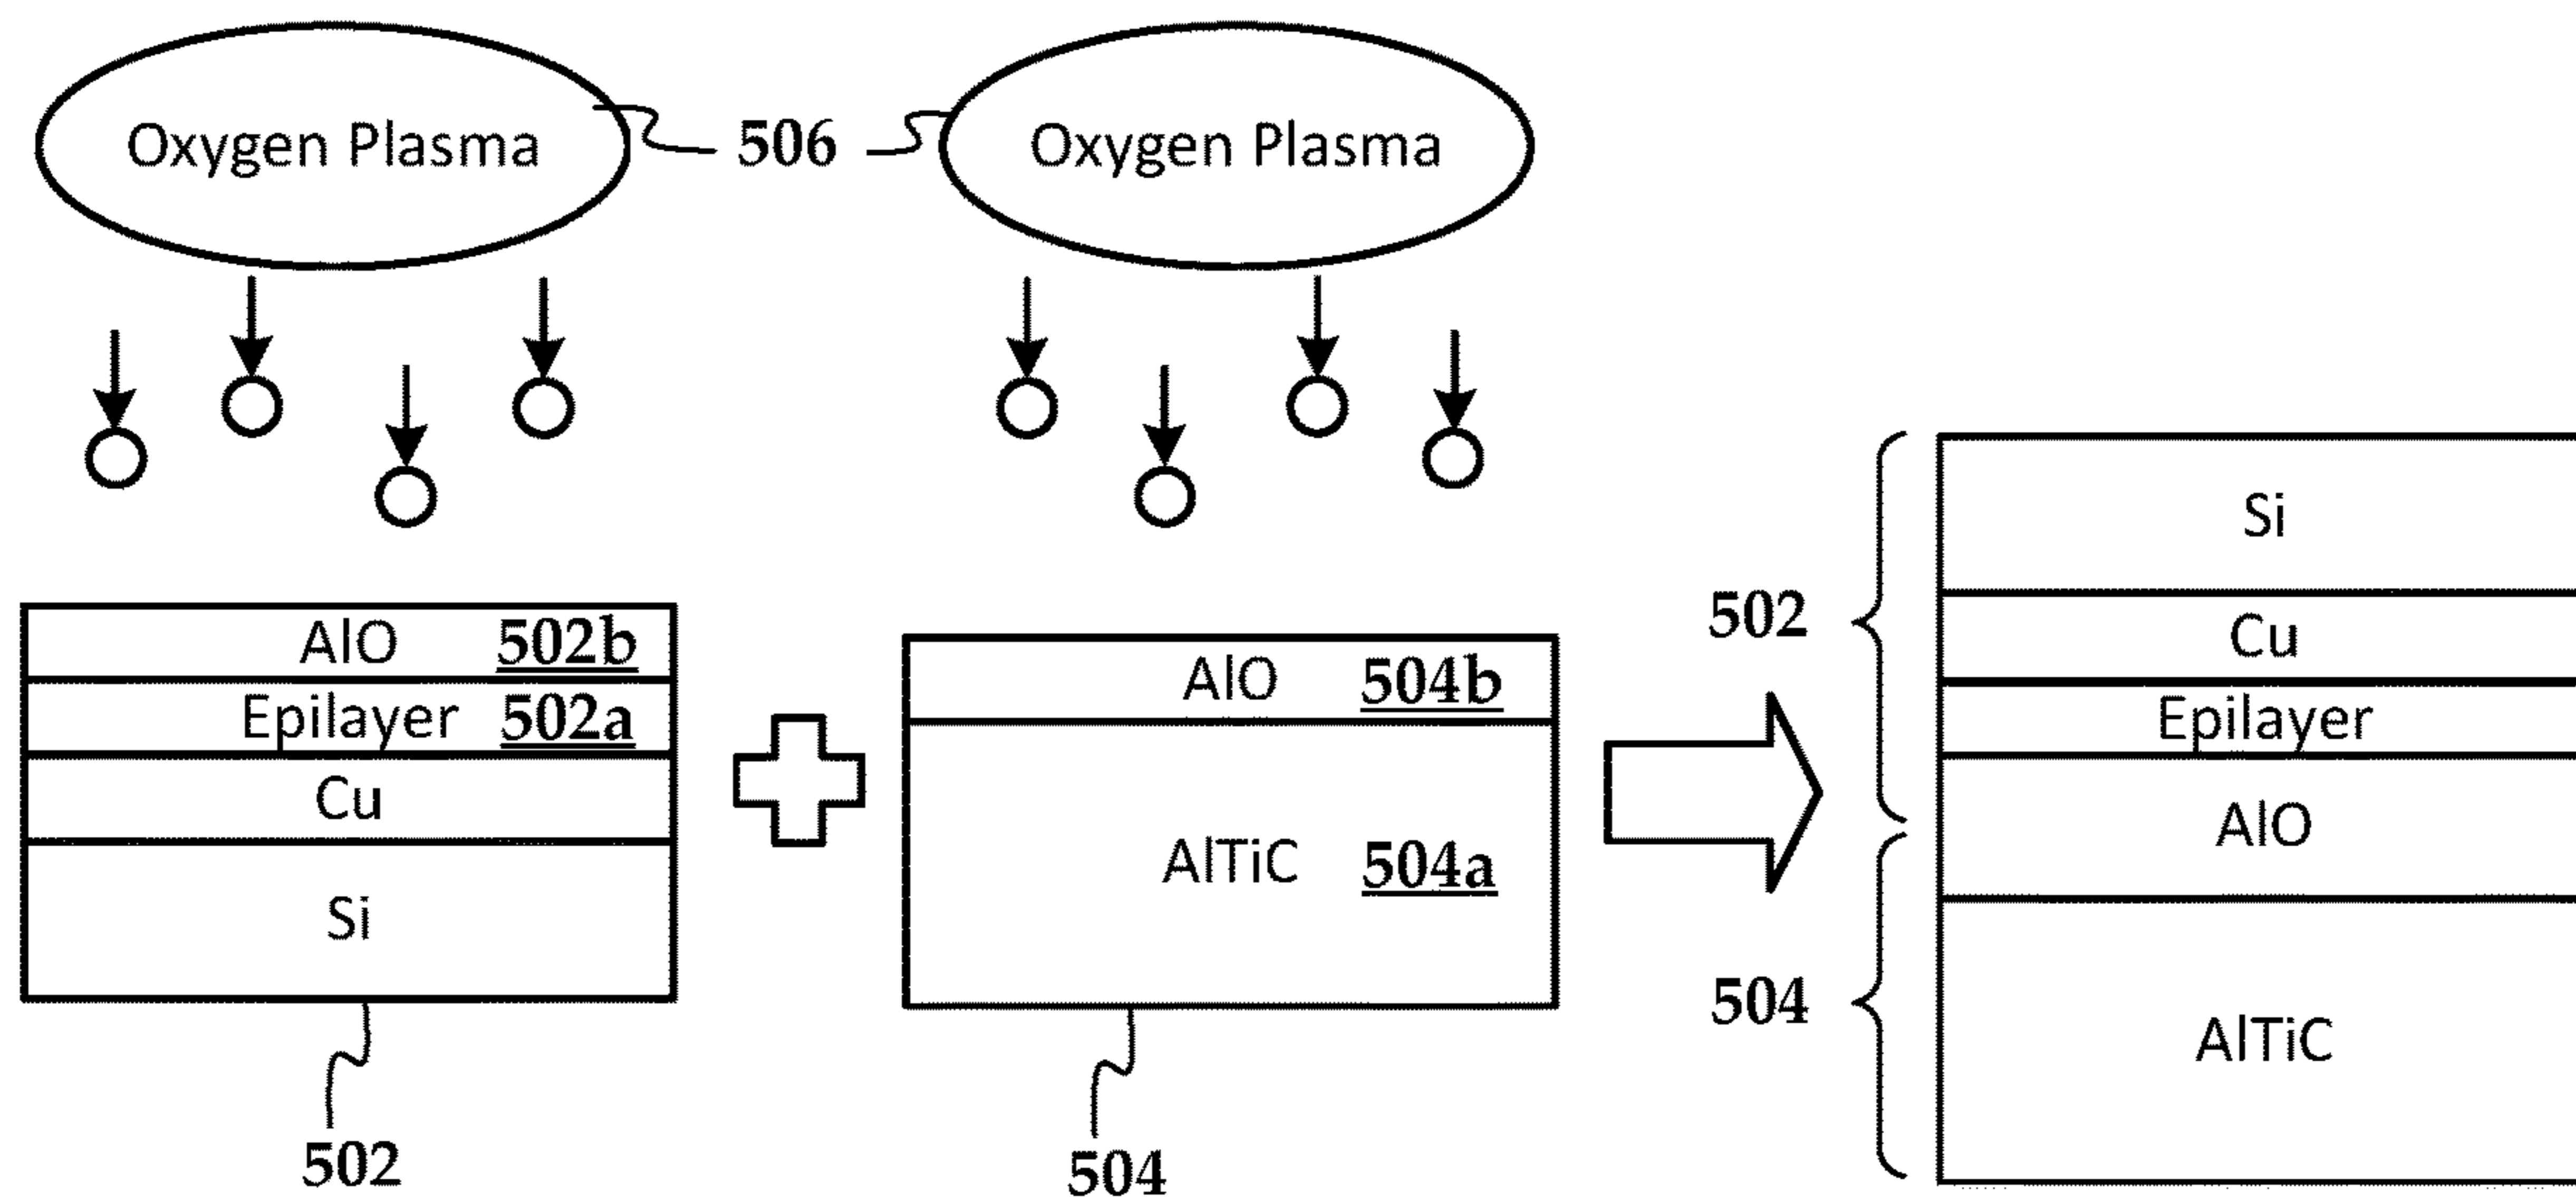 Oxygen Plasma
506
Oxygen Plasma
AlO 502b
Epilayer 502a
Cu
Si
502
AlO 504b
AlTiC 504a
504
502
504
Si
Cu
Epilayer
AlO
AlTiC